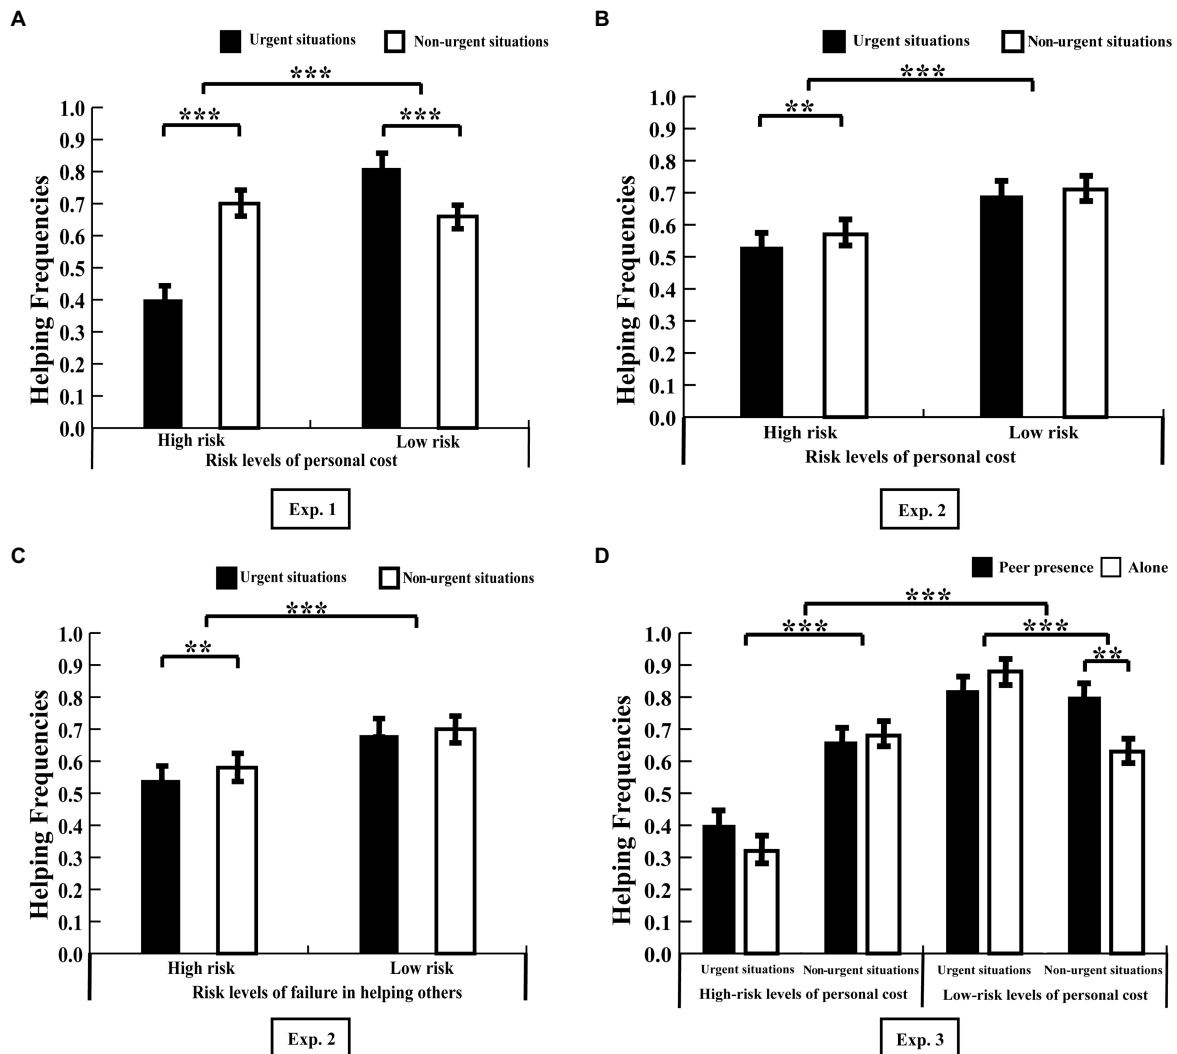 A
Urgent situations
Non-urgent situations
***
***
***
Helping Frequencies
1.0
0.9
0.8
0.7
0.6
0.5
0.4
0.3
0.2
0.1
0.0
High risk
Low risk
Risk levels of personal cost
Exp. 1
B
Urgent situations
Non-urgent situations
***
**
Helping Frequencies
1.0
0.9
0.8
0.7
0.6
0.5
0.4
0.3
0.2
0.1
0.0
High risk
Low risk
Risk levels of personal cost
Exp. 2
C
Urgent situations
Non-urgent situations
***
**
Helping Frequencies
1.0
0.9
0.8
0.7
0.6
0.5
0.4
0.3
0.2
0.1
0.0
High risk
Low risk
Risk levels of failure in helping others
Exp. 2
D
Peer presence
Alone
***
***
***
**
Helping Frequencies
1.0
0.9
0.8
0.7
0.6
0.5
0.4
0.3
0.2
0.1
0.0
Urgent situations
Non-urgent situations
Urgent situations
Non-urgent situations
High-risk levels of personal cost
Low-risk levels of personal cost
Exp. 3